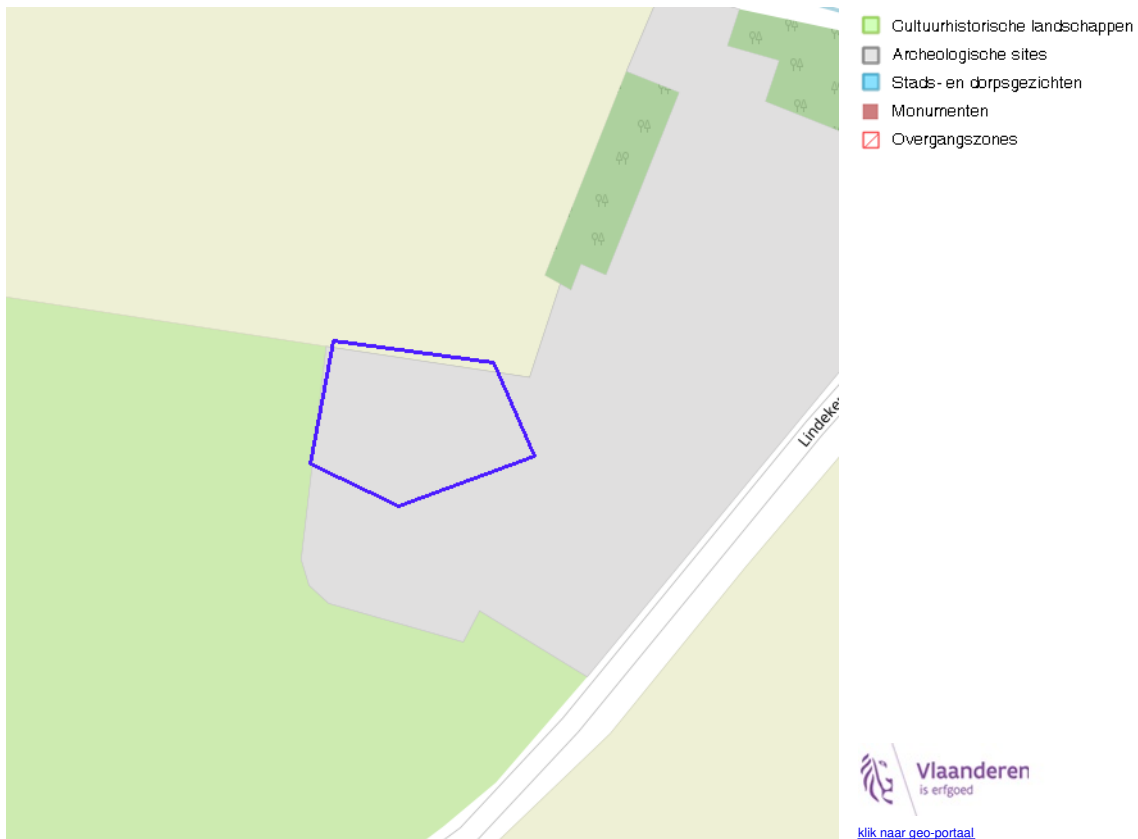 Cultuurhistorische landschappen
Archeologische sites
Stads- en dorpsgezichten
Monumenten
Overgangszones
Vlaanderen
is erfgoed
klik naar geo-portaal